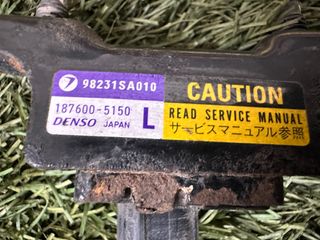 98231SA010
187600-5150
DENSO JAPAN
L
CAUTION
READ SERVICE MANUAL
サービスマニュアル参照